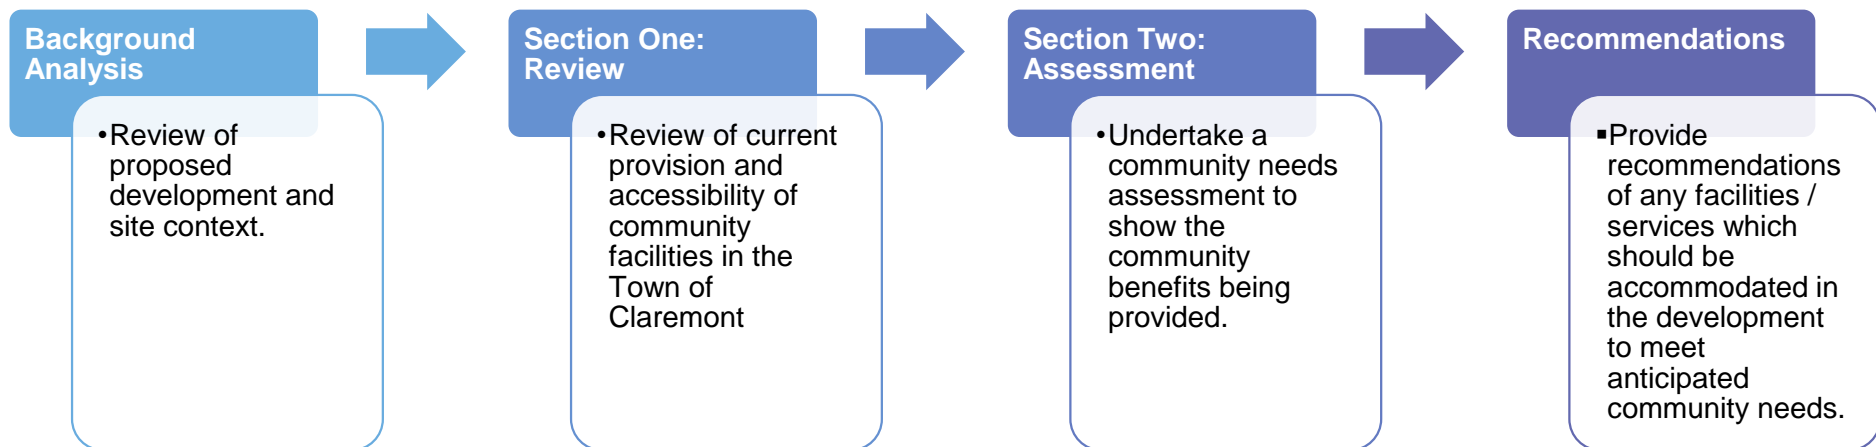 Background
Analysis
•Review of
proposed
development and
site context.
Section One:
Review
•Review of current
provision and
accessibility of
community
facilities in the
Town of
Claremont
Section Two:
Assessment
•Undertake a
community needs
assessment to
show the
community
benefits being
provided.
Recommendations
▪Provide
recommendations
of any facilities /
services which
should be
accommodated in
the development
to meet
anticipated
community needs.